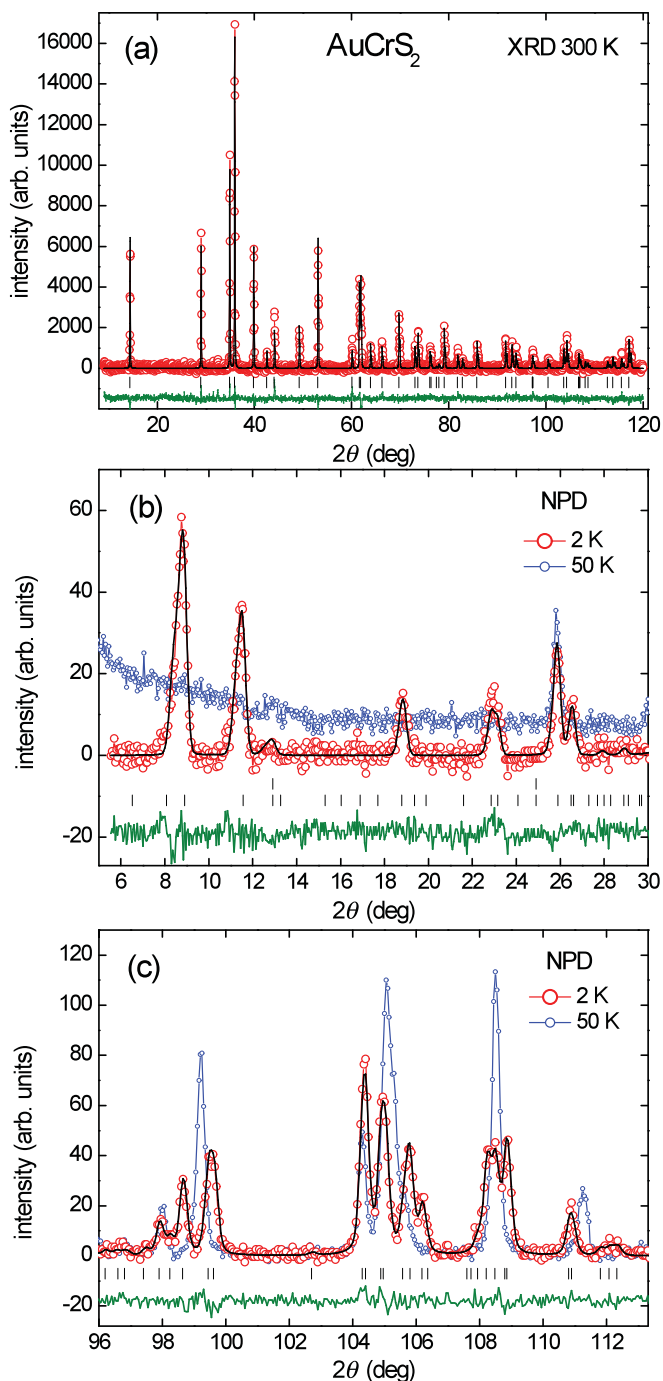 (a) AuCrS2 XRD 300 K
intensity (arb. units)
16000
14000
12000
10000
8000
6000
4000
2000
0
20 40 60 80 100 120
2θ (deg)
(b) NPD
2 K
50 K
intensity (arb. units)
60
40
20
0
-20
6 8 10 12 14 16 18 20 22 24 26 28 30
2θ (deg)
(c) NPD
2 K
50 K
intensity (arb. units)
120
100
80
60
40
20
0
-20
96 98 100 102 104 106 108 110 112
2θ (deg)